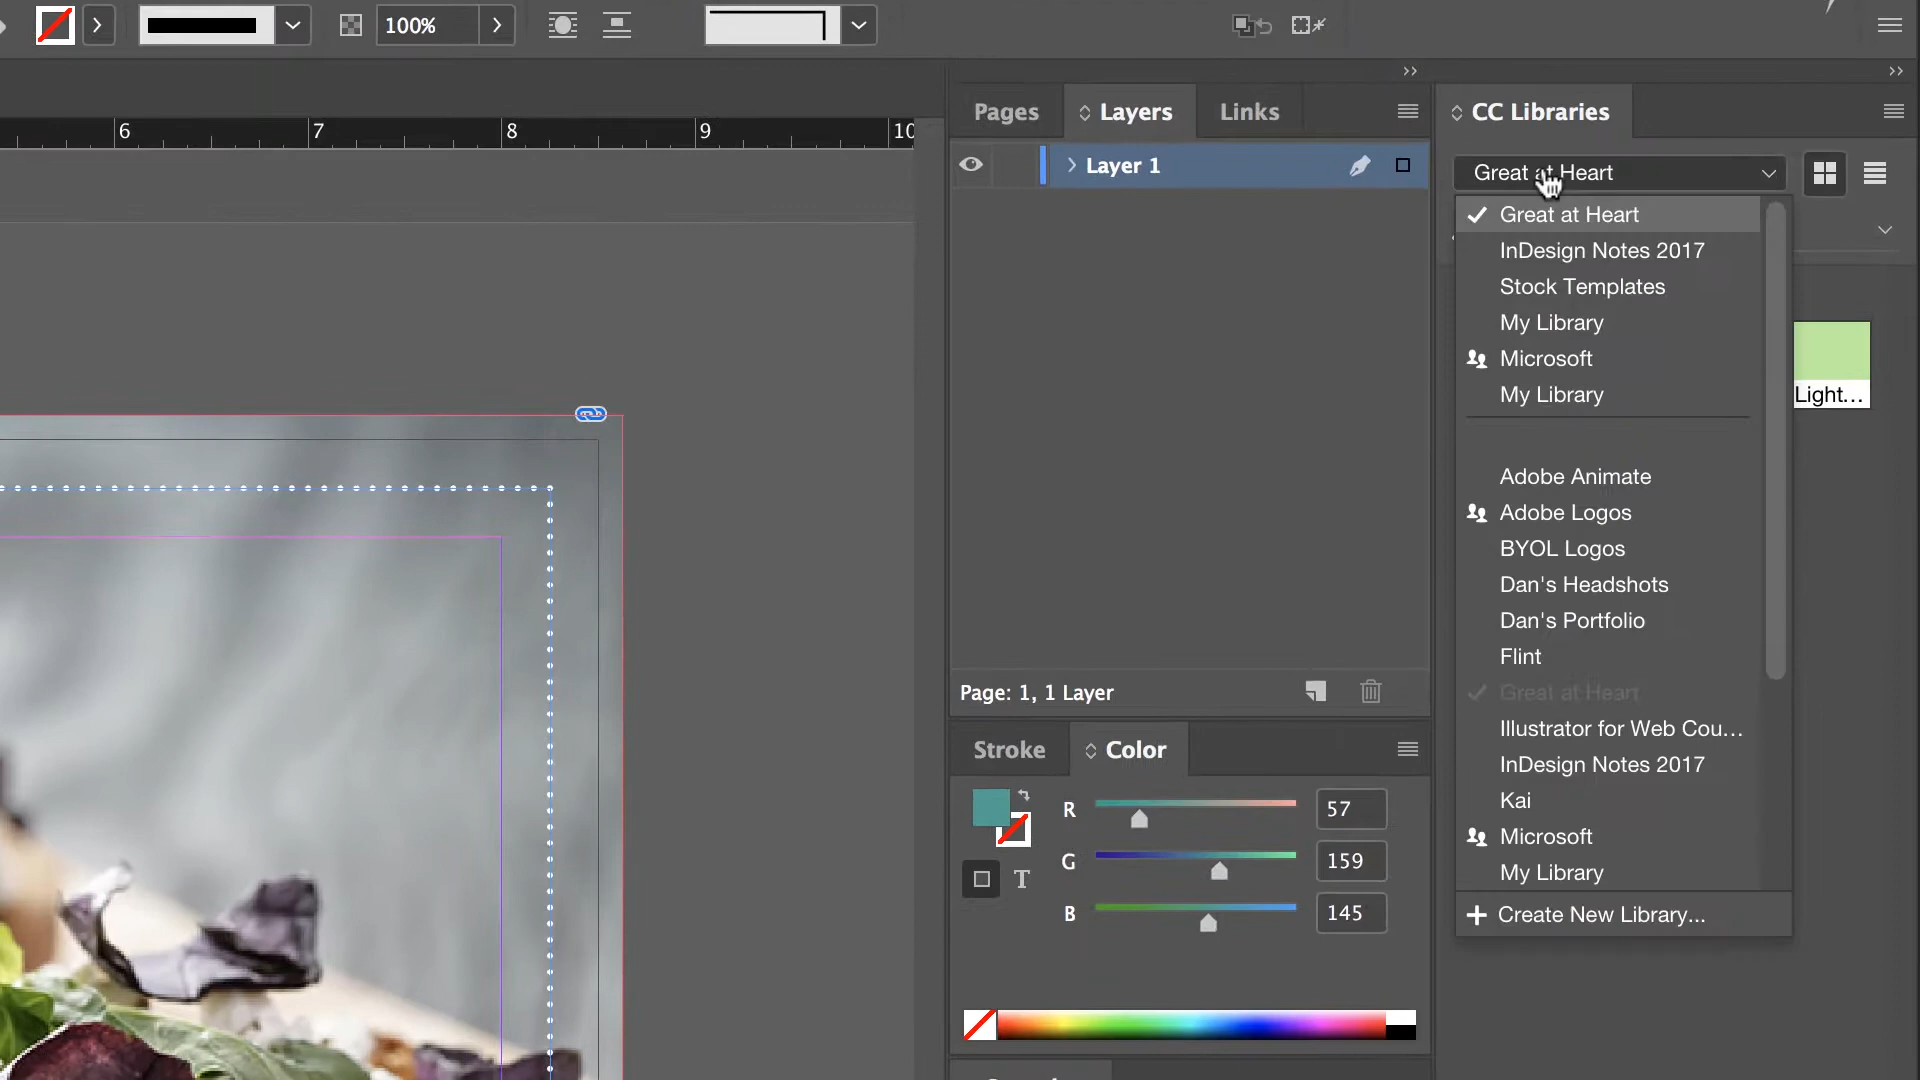 100%
6 7 8 9 10
Pages Layers Links
Layer 1
Page: 1, 1 Layer
Stroke Color
R 57
G 159
T
B 145
CC Libraries
Great at Heart
Great at Heart
InDesign Notes 2017
Stock Templates
My Library
Microsoft
My Library
Light...
Adobe Animate
Adobe Logos
BYOL Logos
Dan's Headshots
Dan's Portfolio
Flint
Great at Heart
Illustrator for Web Cou...
InDesign Notes 2017
Kai
Microsoft
My Library
Create New Library...